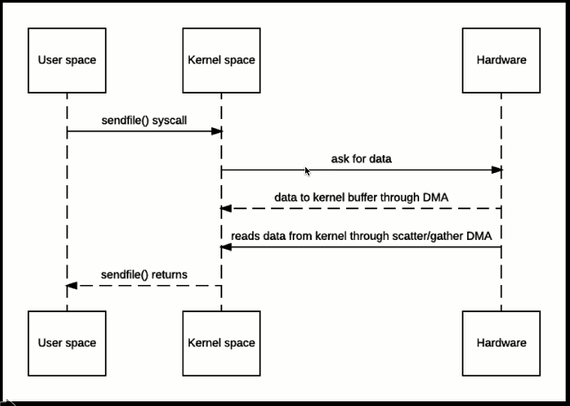 User space
Kernel space
Hardware
sendfile() syscall
ask for data
data to kernel buffer through DMA
reads data from kernel through scatter/gather DMA
sendfile() returns
User space
Kernel space
Hardware